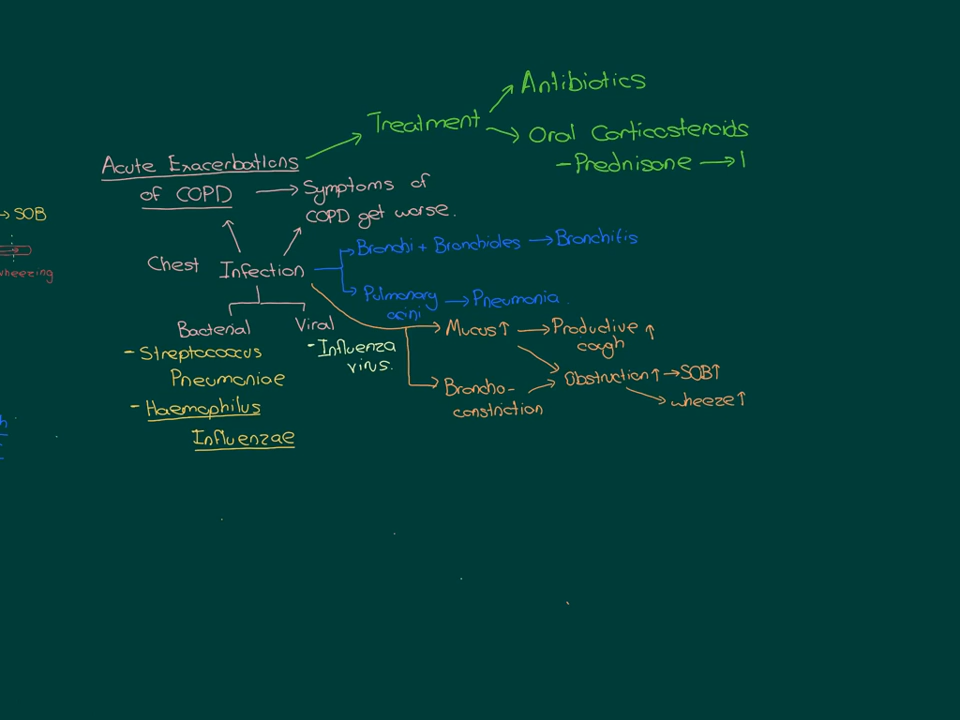 Antibiotics
Treatment
Oral Corticosteroids
-Prednisone → I
Acute Exacerbations
of COPD → Symptoms of
COPD get worse.
→ SOB
wheezing
Chest Infection
Bronchi + Bronchioles → Bronchitis
Pulmonary → Pneumonia
acini
Bacterial
Viral
- Streptococcus
Pneumoniae
- Haemophilus
Influenzae
- Influenza
virus.
Mucus↑ → Productive ↑
cough
Broncho-
constriction
Obstruction↑ → SOB↑
wheeze↑